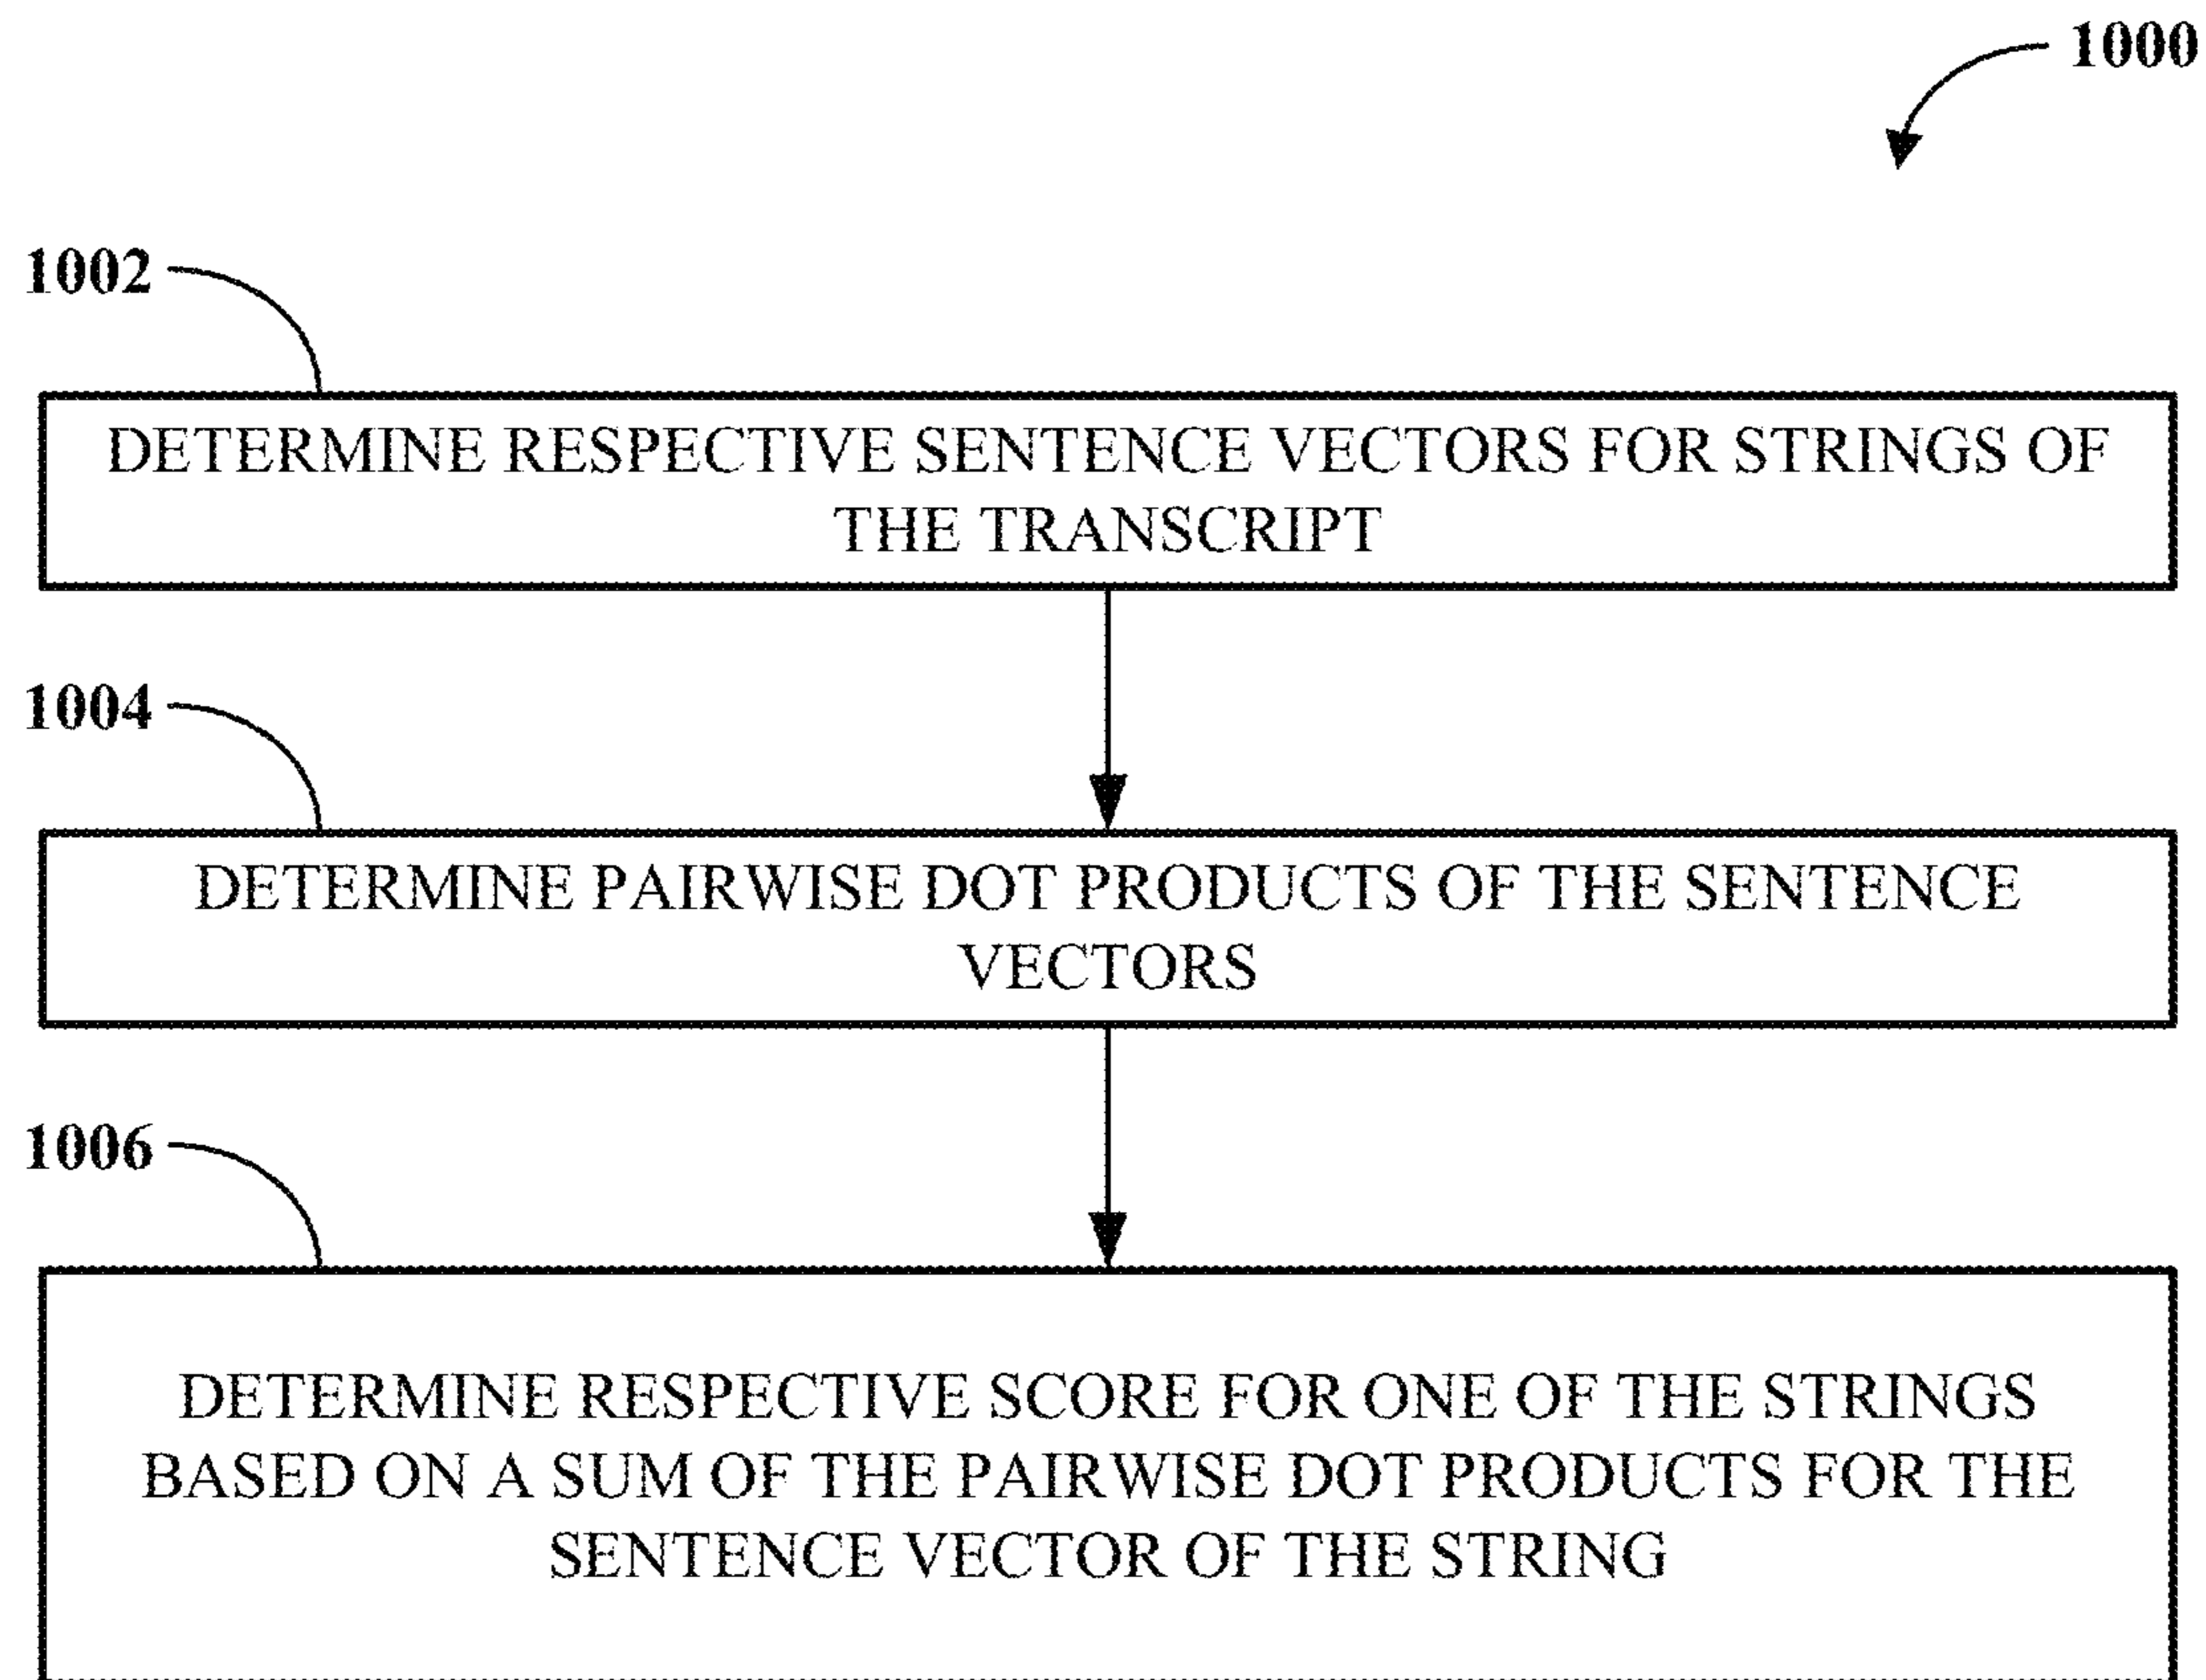 1000
1002
DETERMINE RESPECTIVE SENTENCE VECTORS FOR STRINGS OF
THE TRANSCRIPT
1004
DETERMINE PAIRWISE DOT PRODUCTS OF THE SENTENCE
VECTORS
1006
DETERMINE RESPECTIVE SCORE FOR ONE OF THE STRINGS
BASED ON A SUM OF THE PAIRWISE DOT PRODUCTS FOR THE
SENTENCE VECTOR OF THE STRING